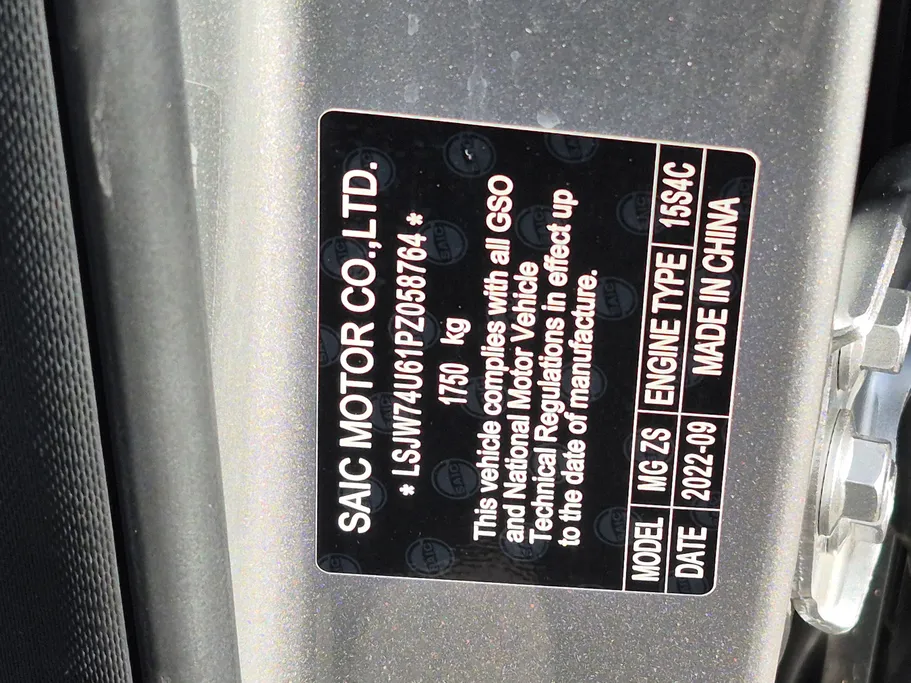 SAIC MOTOR CO.,LTD.
* LSJW74U61PZ058764 *
1750 kg
This vehicle complies with all GSO
and National Motor Vehicle
Technical Regulations in effect up
to the date of manufacture.
MODEL MG ZS ENGINE TYPE 15S4C
DATE 2022-09 MADE IN CHINA